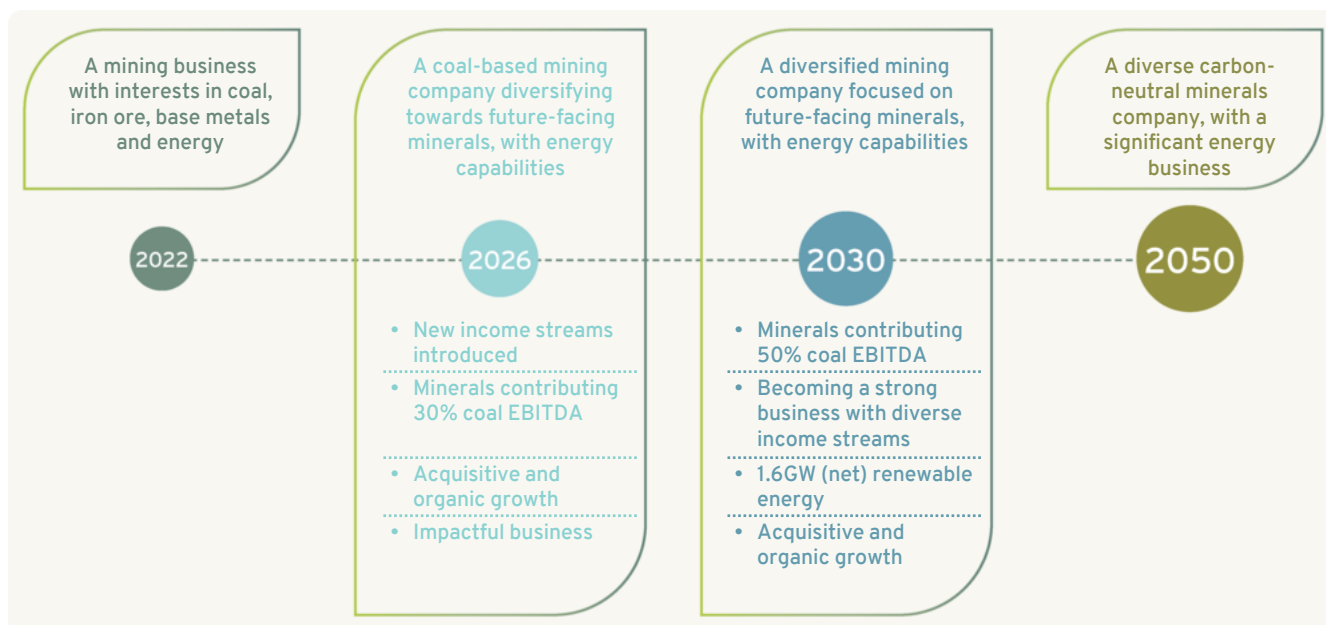 A mining business
with interests in coal,
iron ore, base metals
and energy
2022
A coal-based mining
company diversifying
towards future-facing
minerals, with energy
capabilities
2026
• New income streams
introduced
• Minerals contributing
30% coal EBITDA
• Acquisitive and
organic growth
• Impactful business
A diversified mining
company focused on
future-facing minerals,
with energy capabilities
2030
• Minerals contributing
50% coal EBITDA
• Becoming a strong
business with diverse
income streams
• 1.6GW (net) renewable
energy
• Acquisitive and
organic growth
A diverse carbon-
neutral minerals
company, with a
significant energy
business
2050